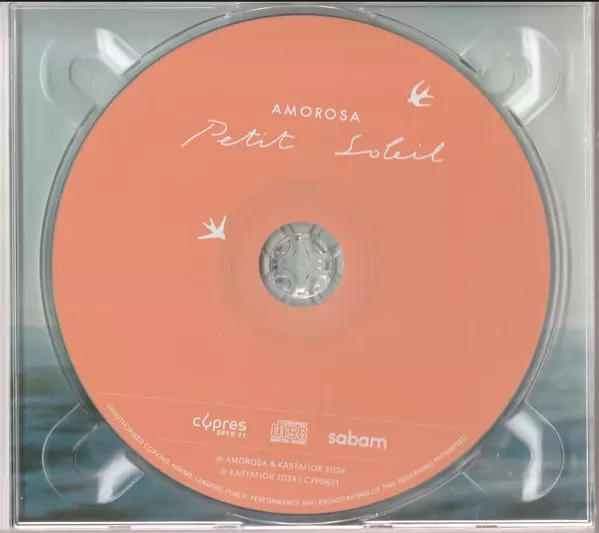 AMOROSA
Petit Soleil
cypres
OPEN 21
COMPACT
disc
DIGITAL AUDIO
sabam
℗ AMOROSA & KASTAFIOR 2024
© KASTAFIOR 2024 | CYP0621
UNAUTHORISED COPYING, HIRING, LENDING, PUBLIC PERFORMANCE AND BROADCASTING OF THIS RECORDING PROHIBITED